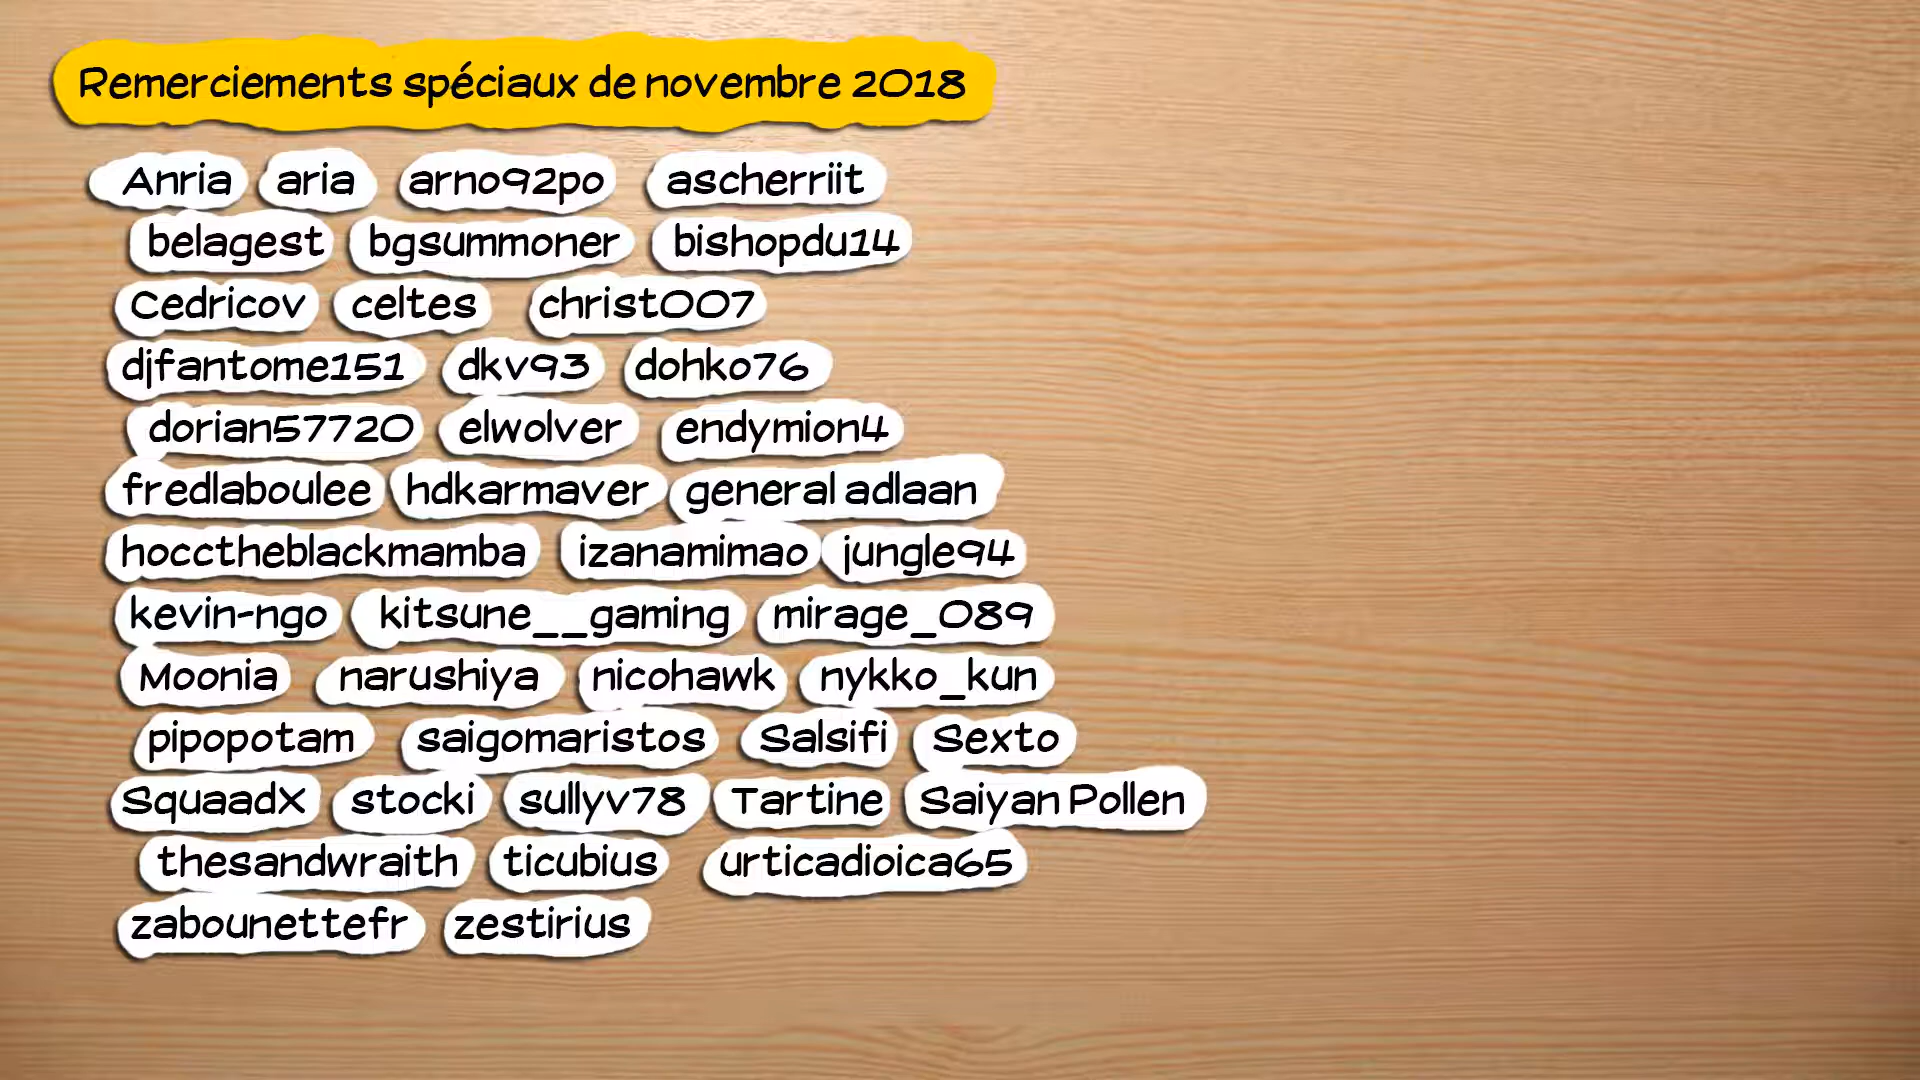 Remerciements spéciaux de novembre 2018
Anria aria arno92po ascherriit
belagest bgsummoner bishopdu14
Cedricov celtes christ007
djfantome151 dkv93 dohko76
dorian57720 elwolver endymion4
fredlaboulee hdkarmaver general adlaan
hocctheblackmamba izanamimao jungle94
kevin-ngo kitsune__gaming mirage_089
Moonia narushiya nicohawk nykko_kun
pipopotam saigomaristos Salsifi Sexto
SquaadX stocki sullyv78 Tartine Saiyan Pollen
thesandwraith ticubius urticadioica65
zabounettefr zestirius